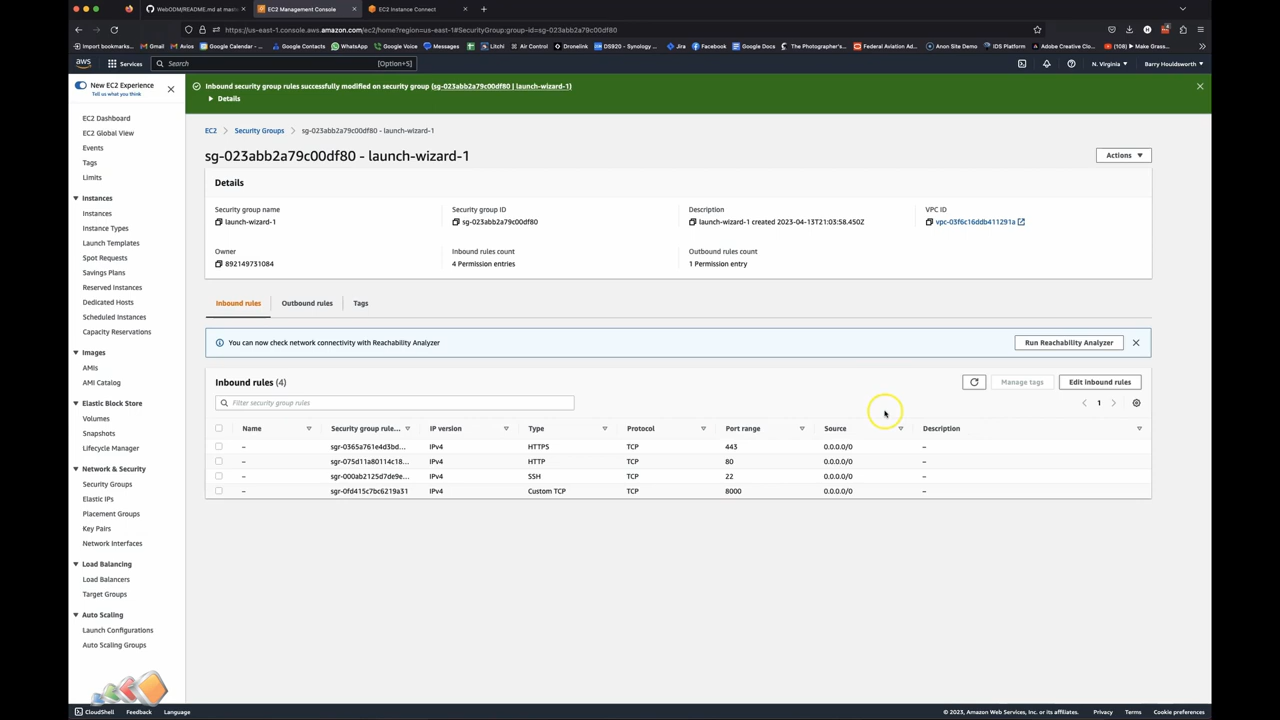 WebODM/README.md at master
EC2 Management Console
EC2 Instance Connect
https://us-east-1.console.aws.amazon.com/ec2/home?region=us-east-1#SecurityGroup:group-id=sg-023abb2a79c00df80
Import bookmarks... Gmail Avios Google Calendar - ... Google Contacts WhatsApp Google Voice Messages Litchi Air Control Dronelink DS920 - Synology ... Jira Facebook Google Docs The Photographer's... Federal Aviation Ad... Anon Site Demo IDS Platform Adobe Creative Clo... (108) ► Make Grass...
aws Services Search [Option+S] N. Virginia Barry Houldsworth
New EC2 Experience
Tell us what you think
Inbound security group rules successfully modified on security group (sg-023abb2a79c00df80 | launch-wizard-1)
Details
EC2 Security Groups sg-023abb2a79c00df80 - launch-wizard-1
sg-023abb2a79c00df80 - launch-wizard-1
Actions
EC2 Dashboard
EC2 Global View
Events
Tags
Limits
Instances
Instances
Instance Types
Launch Templates
Spot Requests
Savings Plans
Reserved Instances
Dedicated Hosts
Scheduled Instances
Capacity Reservations
Images
AMIs
AMI Catalog
Elastic Block Store
Volumes
Snapshots
Lifecycle Manager
Network & Security
Security Groups
Elastic IPs
Placement Groups
Key Pairs
Network Interfaces
Load Balancing
Load Balancers
Target Groups
Auto Scaling
Launch Configurations
Auto Scaling Groups
Details
Security group name Security group ID Description VPC ID
launch-wizard-1 sg-023abb2a79c00df80 launch-wizard-1 created 2023-04-13T21:03:58.450Z vpc-03f6c16ddb411291a
Owner Inbound rules count Outbound rules count
892149731084 4 Permission entries 1 Permission entry
Inbound rules Outbound rules Tags
You can now check network connectivity with Reachability Analyzer Run Reachability Analyzer
Inbound rules (4) Manage tags Edit inbound rules
Filter security group rules 1
Name Security group rule... IP version Type Protocol Port range Source Description
– sgr-0365a761e4d3bd... IPv4 HTTPS TCP 443 0.0.0.0/0 –
– sgr-075d11a80114c18... IPv4 HTTP TCP 80 0.0.0.0/0 –
– sgr-000ab2125d7de9e... IPv4 SSH TCP 22 0.0.0.0/0 –
– sgr-0fd415c7bc6219a31 IPv4 Custom TCP TCP 8000 0.0.0.0/0 –
CloudShell Feedback Language © 2023, Amazon Web Services, Inc. or its affiliates. Privacy Terms Cookie preferences